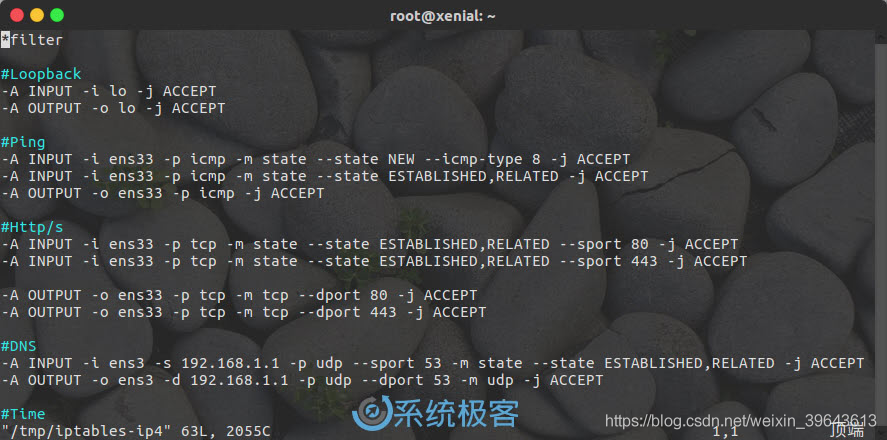 root@xenial: ~
*filter
#Loopback
-A INPUT -i lo -j ACCEPT
-A OUTPUT -o lo -j ACCEPT
#Ping
-A INPUT -i ens33 -p icmp -m state --state NEW --icmp-type 8 -j ACCEPT
-A INPUT -i ens33 -p icmp -m state --state ESTABLISHED,RELATED -j ACCEPT
-A OUTPUT -o ens33 -p icmp -j ACCEPT
#Http/s
-A INPUT -i ens33 -p tcp -m state --state ESTABLISHED,RELATED --sport 80 -j ACCEPT
-A INPUT -i ens33 -p tcp -m state --state ESTABLISHED,RELATED --sport 443 -j ACCEPT
-A OUTPUT -o ens33 -p tcp -m tcp --dport 80 -j ACCEPT
-A OUTPUT -o ens33 -p tcp -m tcp --dport 443 -j ACCEPT
#DNS
-A INPUT -i ens3 -s 192.168.1.1 -p udp --sport 53 -m state --state ESTABLISHED,RELATED -j ACCEPT
-A OUTPUT -o ens3 -d 192.168.1.1 -p udp --dport 53 -m udp -j ACCEPT
#Time
"/tmp/iptables-ip4" 63L, 2055C 1,1 顶端
系统极客
https://blog.csdn.net/weixin_39643613